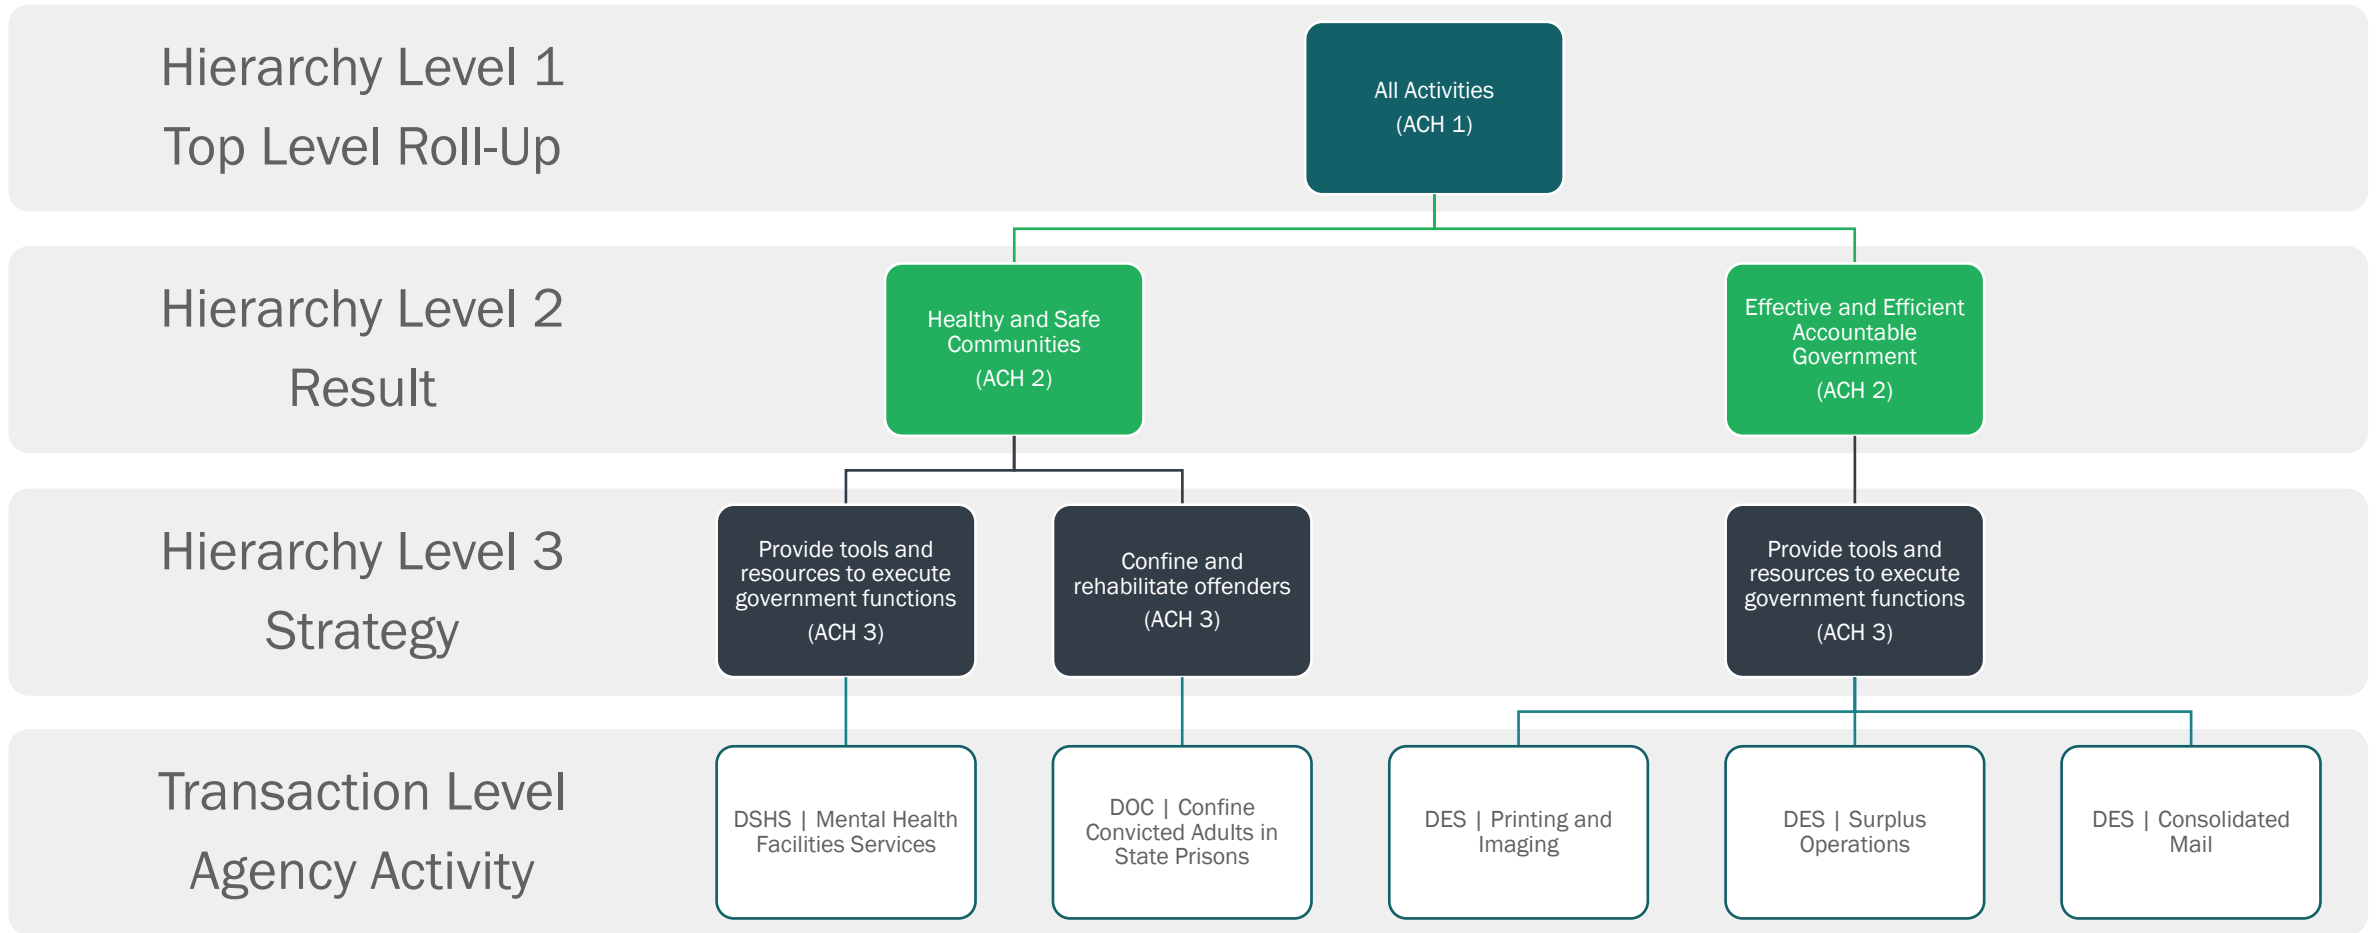 Hierarchy Level 1
Top Level Roll-Up
All Activities
(ACH 1)
Hierarchy Level 2
Result
Healthy and Safe
Communities
(ACH 2)
Effective and Efficient
Accountable
Government
(ACH 2)
Hierarchy Level 3
Strategy
Provide tools and
resources to execute
government functions
(ACH 3)
Confine and
rehabilitate offenders
(ACH 3)
Provide tools and
resources to execute
government functions
(ACH 3)
Transaction Level
Agency Activity
DSHS | Mental Health
Facilities Services
DOC | Confine
Convicted Adults in
State Prisons
DES | Printing and
Imaging
DES | Surplus
Operations
DES | Consolidated
Mail